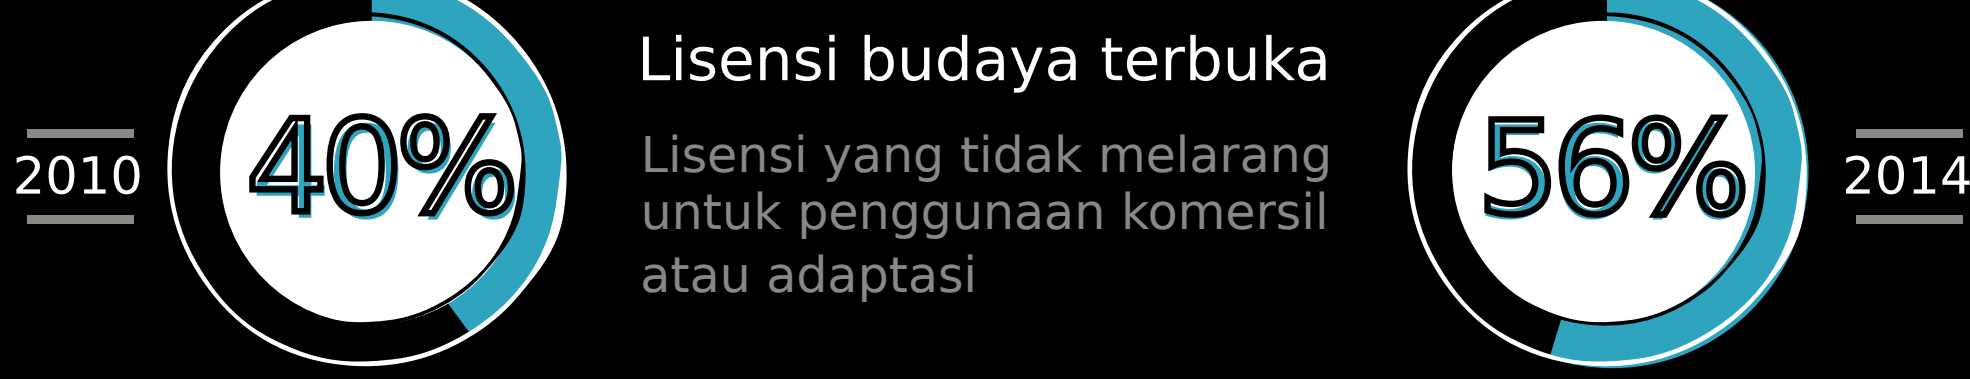 2010
40%
Lisensi budaya terbuka
Lisensi yang tidak melarang
untuk penggunaan komersil
atau adaptasi
56%
2014